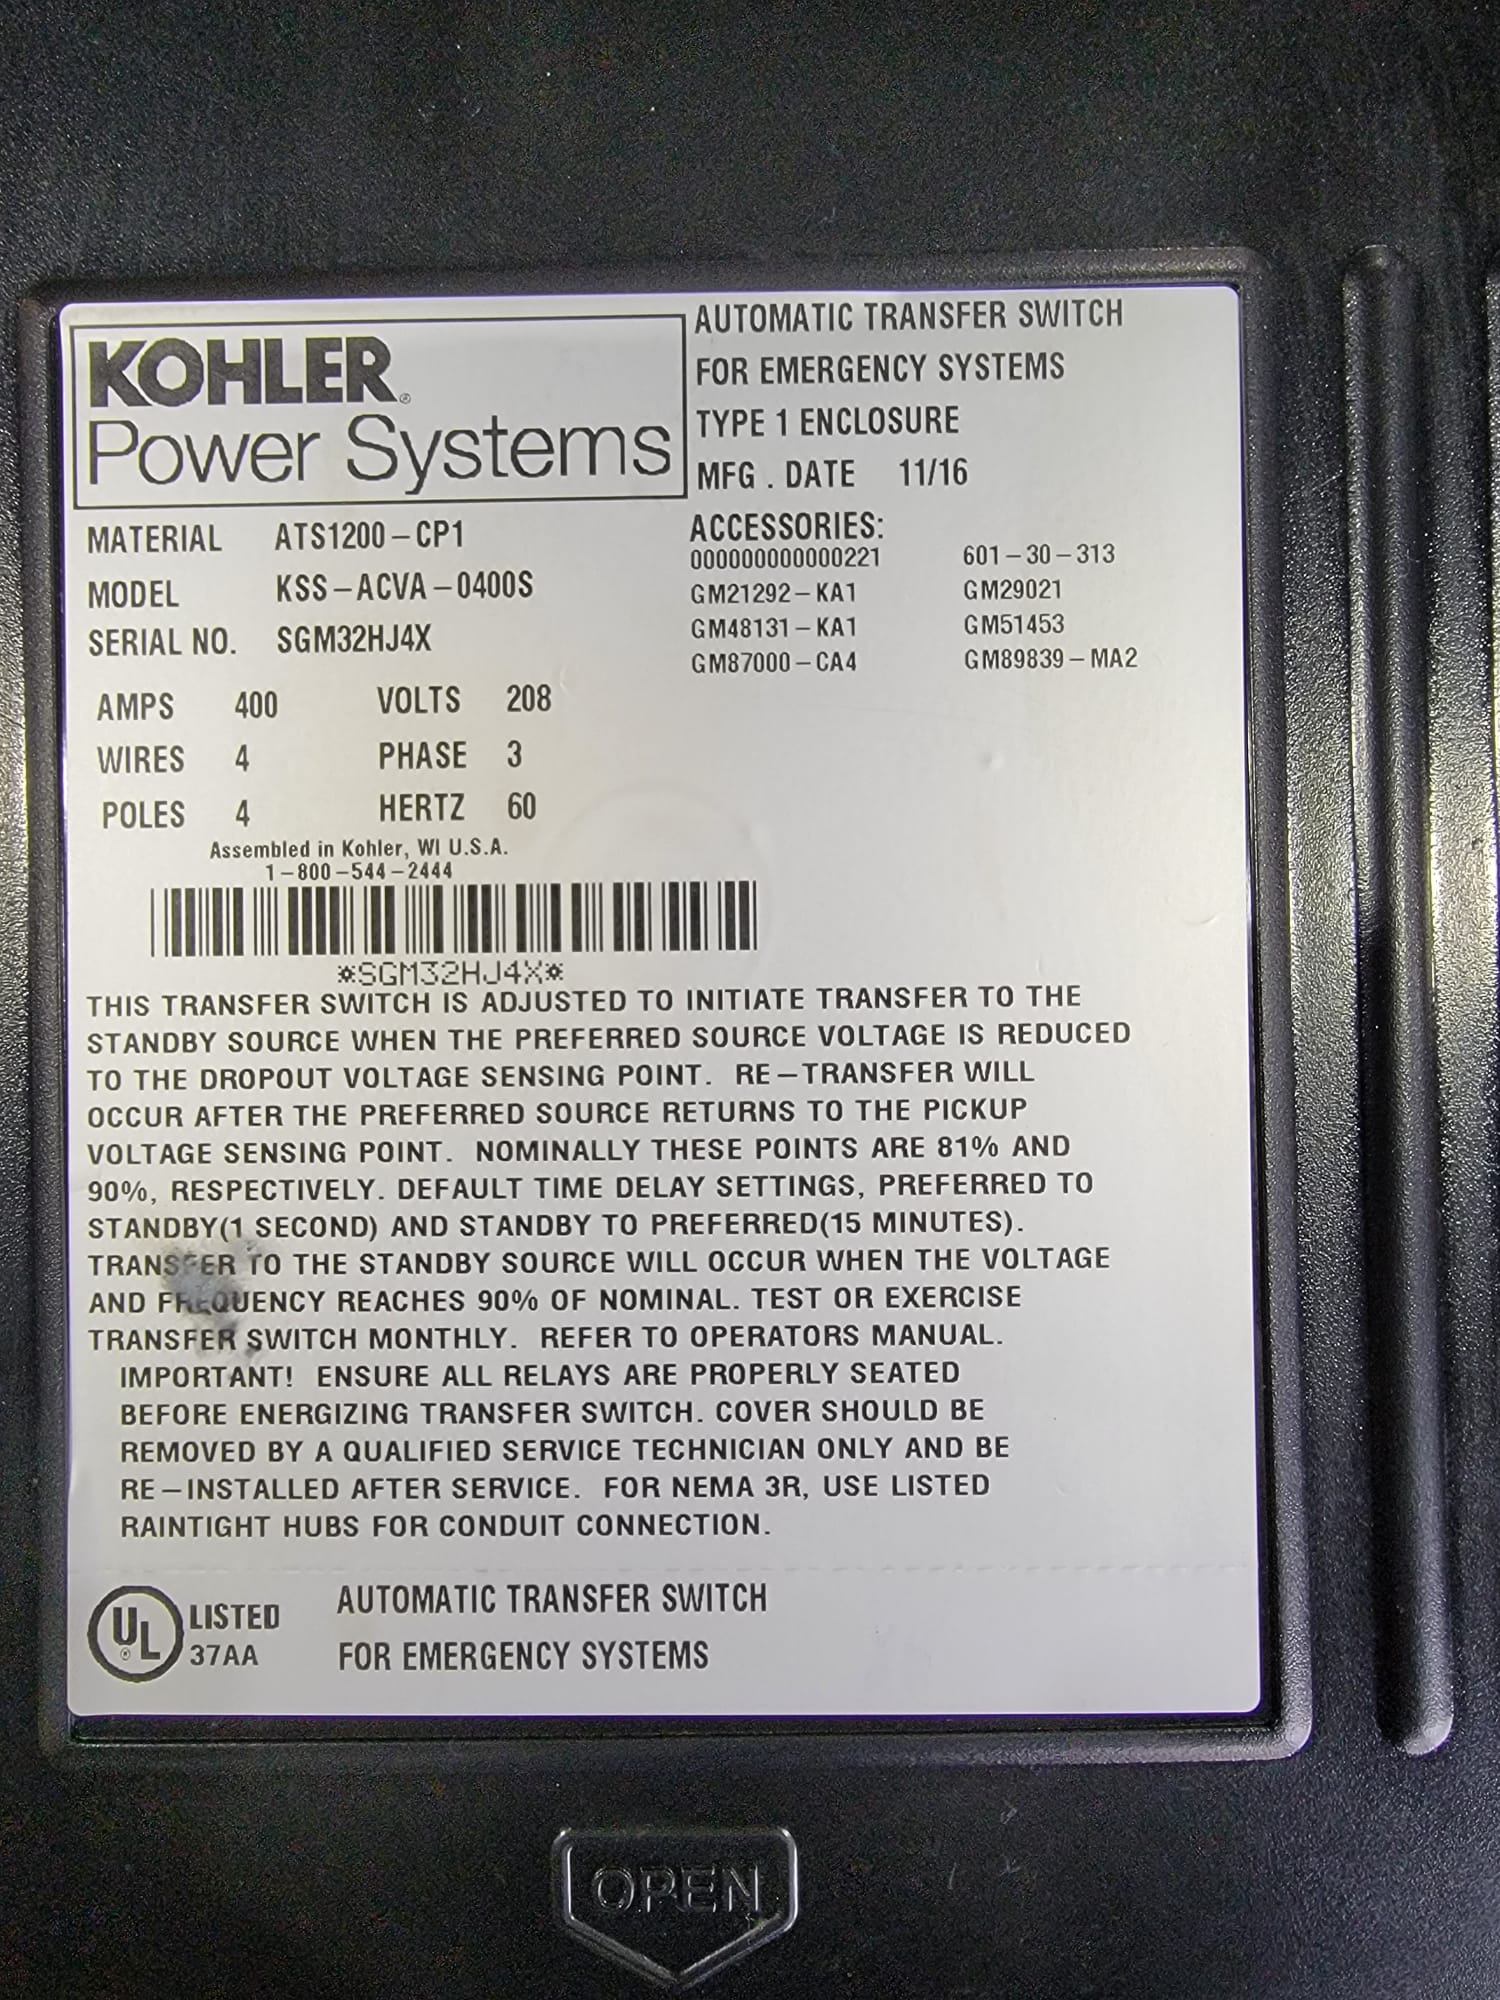 KOHLER®
Power Systems
AUTOMATIC TRANSFER SWITCH
FOR EMERGENCY SYSTEMS
TYPE 1 ENCLOSURE
MFG . DATE 11/16
MATERIAL ATS1200-CP1
MODEL KSS-ACVA-0400S
SERIAL NO. SGM32HJ4X
ACCESSORIES:
000000000000221 601-30-313
GM21292-KA1 GM29021
GM48131-KA1 GM51453
GM87000-CA4 GM89839-MA2
AMPS 400 VOLTS 208
WIRES 4 PHASE 3
POLES 4 HERTZ 60
Assembled in Kohler, WI U.S.A.
1-800-544-2444
*SGM32HJ4X*
THIS TRANSFER SWITCH IS ADJUSTED TO INITIATE TRANSFER TO THE
STANDBY SOURCE WHEN THE PREFERRED SOURCE VOLTAGE IS REDUCED
TO THE DROPOUT VOLTAGE SENSING POINT. RE-TRANSFER WILL
OCCUR AFTER THE PREFERRED SOURCE RETURNS TO THE PICKUP
VOLTAGE SENSING POINT. NOMINALLY THESE POINTS ARE 81% AND
90%, RESPECTIVELY. DEFAULT TIME DELAY SETTINGS, PREFERRED TO
STANDBY(1 SECOND) AND STANDBY TO PREFERRED(15 MINUTES).
TRANSFER TO THE STANDBY SOURCE WILL OCCUR WHEN THE VOLTAGE
AND FREQUENCY REACHES 90% OF NOMINAL. TEST OR EXERCISE
TRANSFER SWITCH MONTHLY. REFER TO OPERATORS MANUAL.
IMPORTANT! ENSURE ALL RELAYS ARE PROPERLY SEATED
BEFORE ENERGIZING TRANSFER SWITCH. COVER SHOULD BE
REMOVED BY A QUALIFIED SERVICE TECHNICIAN ONLY AND BE
RE-INSTALLED AFTER SERVICE. FOR NEMA 3R, USE LISTED
RAINTIGHT HUBS FOR CONDUIT CONNECTION.
UL® LISTED
37AA
AUTOMATIC TRANSFER SWITCH
FOR EMERGENCY SYSTEMS
OPEN